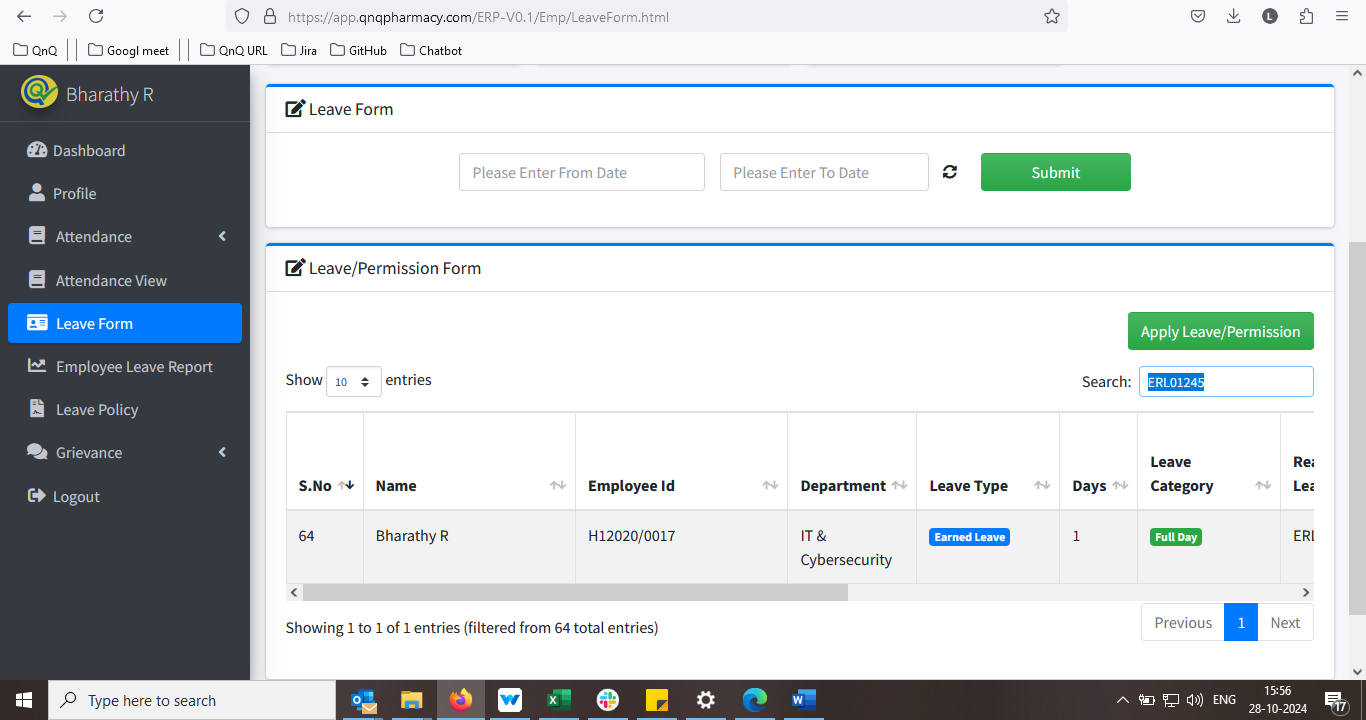 https://app.qnqpharmacy.com/ERP-V0.1/Emp/LeaveForm.html
L
QnQ
Googl meet
QnQ URL
Jira
GitHub
Chatbot
Bharathy R
Dashboard
Profile
Attendance
Attendance View
Leave Form
Employee Leave Report
Leave Policy
Grievance
Logout
Leave Form
Please Enter From Date
Please Enter To Date
Submit
Leave/Permission Form
Apply Leave/Permission
Show 10 entries
Search: ERL01245
S.No
Name
Employee Id
Department
Leave Type
Days
Leave
Category
Rea
Lea
64
Bharathy R
H12020/0017
IT &
Cybersecurity
Earned Leave
1
Full Day
ERL
Showing 1 to 1 of 1 entries (filtered from 64 total entries)
Previous
1
Next
Type here to search
ENG
15:56
28-10-2024
17